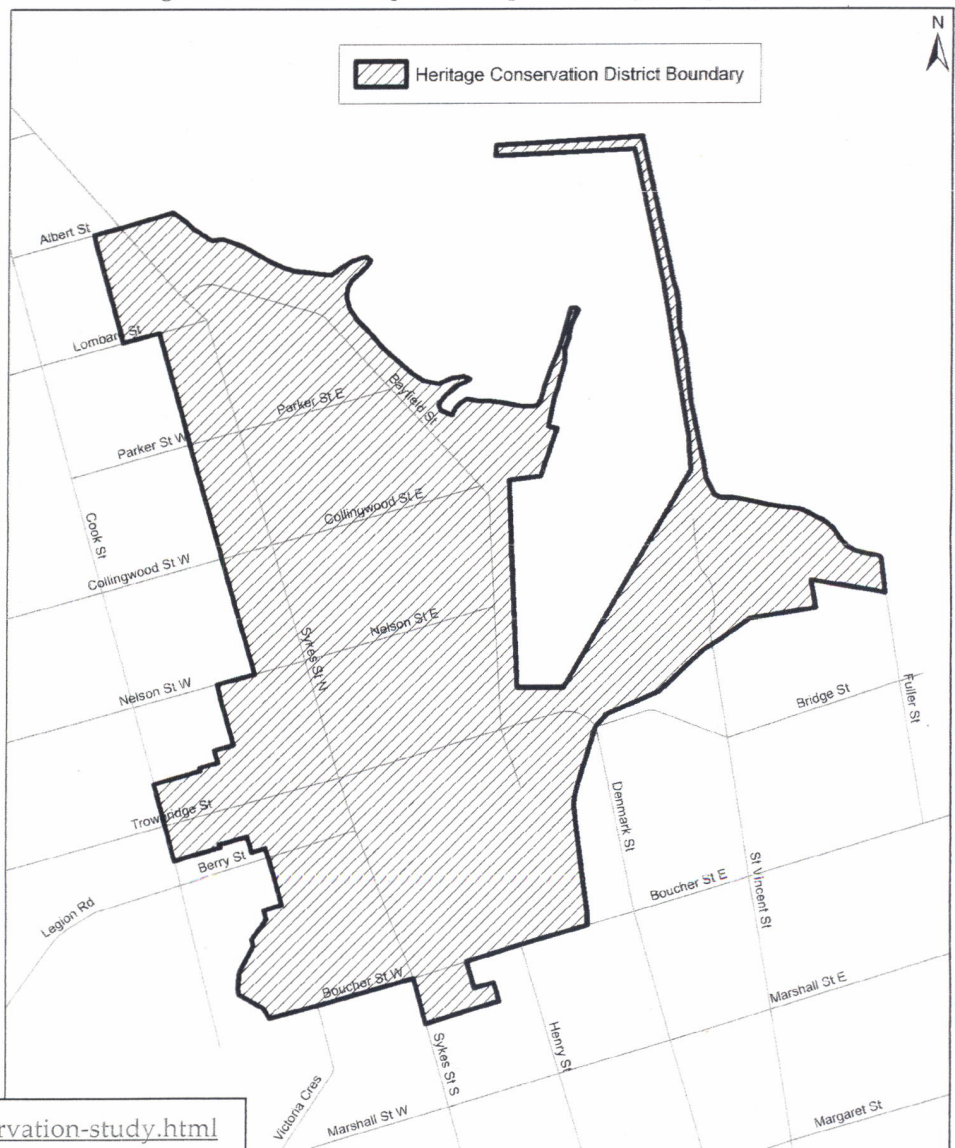 N
Heritage Conservation District Boundary
Albert St
Lombard St
Parker St E
Bayfield St
Parker St W
Collingwood St E
Cook St
Collingwood St W
Nelson St E
Sykes St N
Nelson St W
Bridge St
Fuller St
Trowbridge St
Denmark St
Berry St
St Vincent St
Boucher St E
Legion Rd
Boucher St W
Marshall St E
Sykes St S
Henry St
Victoria Cres
Marshall St W
Margaret St
rvation-study.html